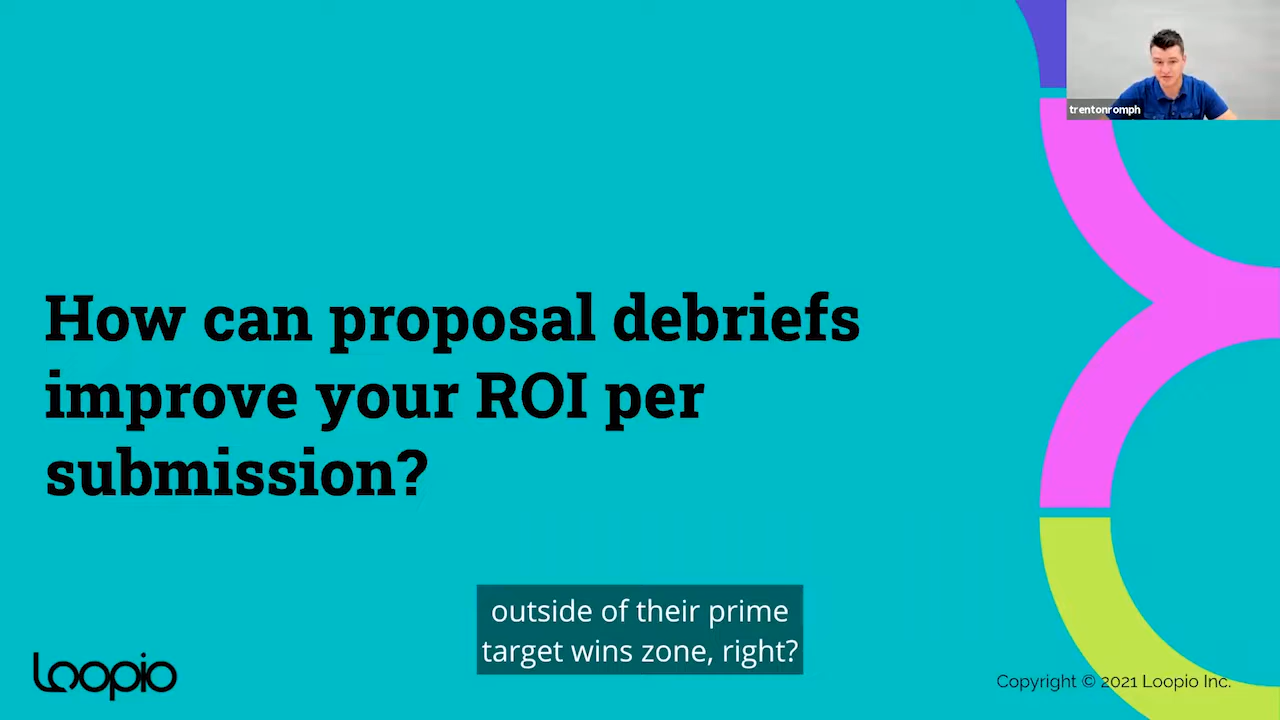 trentonromph
How can proposal debriefs
improve your ROI per
submission?
outside of their prime
target wins zone, right?
Loopio
Copyright © 2021 Loopio Inc.